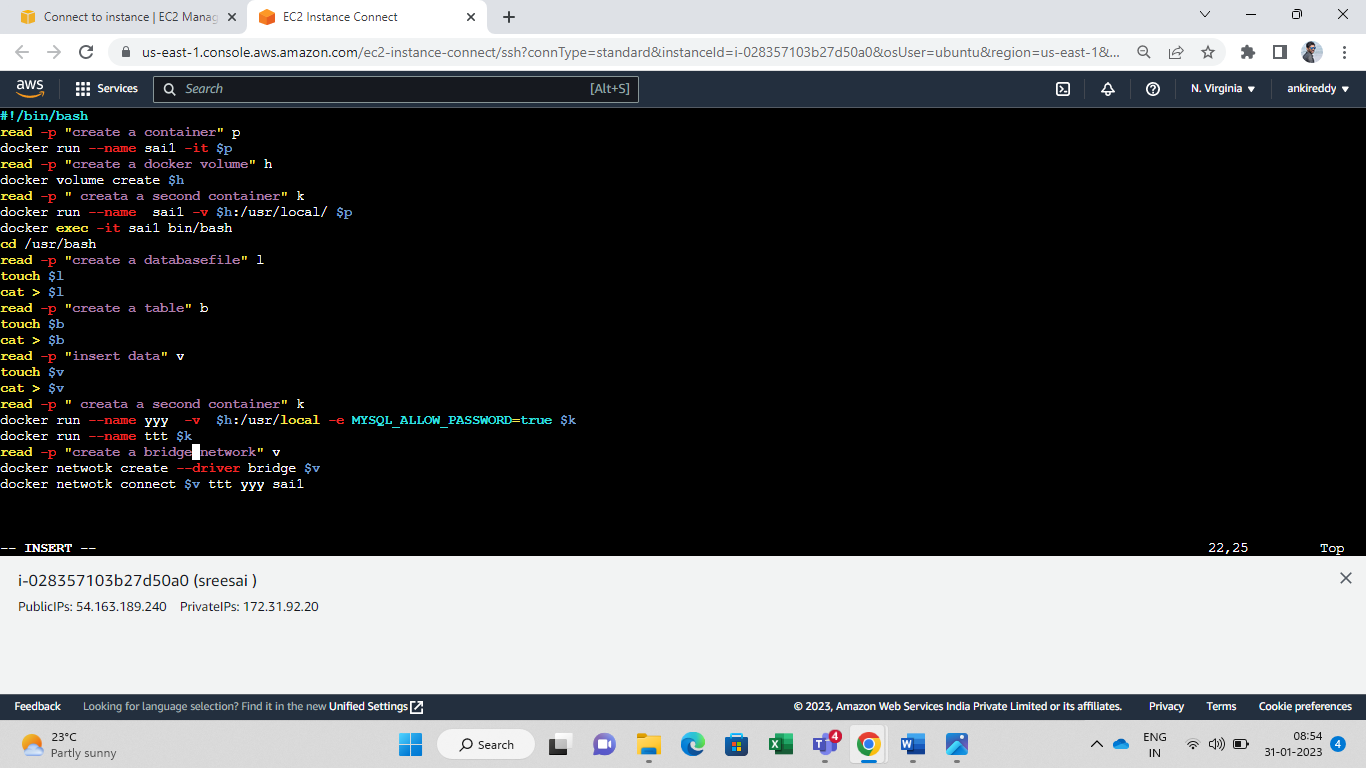 Connect to instance | EC2 Manag
EC2 Instance Connect
us-east-1.console.aws.amazon.com/ec2-instance-connect/ssh?connType=standard&instanceId=i-028357103b27d50a0&osUser=ubuntu&region=us-east-1&...
aws
Services
Search
[Alt+S]
N. Virginia
ankireddy
#!/bin/bash
read -p "create a container" p
docker run --name sai1 -it $p
read -p "create a docker volume" h
docker volume create $h
read -p " creata a second container" k
docker run --name  sai1 -v $h:/usr/local/ $p
docker exec -it sai1 bin/bash
cd /usr/bash
read -p "create a databasefile" l
touch $l
cat > $l
read -p "create a table" b
touch $b
cat > $b
read -p "insert data" v
touch $v
cat > $v
read -p " creata a second container" k
docker run --name yyy  -v  $h:/usr/local -e MYSQL_ALLOW_PASSWORD=true $k
docker run --name ttt $k
read -p "create a bridge network" v
docker netwotk create --driver bridge $v
docker netwotk connect $v ttt yyy sai1
-- INSERT --
22,25
Top
i-028357103b27d50a0 (sreesai )
PublicIPs: 54.163.189.240 PrivateIPs: 172.31.92.20
Feedback
Looking for language selection? Find it in the new Unified Settings
© 2023, Amazon Web Services India Private Limited or its affiliates.
Privacy
Terms
Cookie preferences
23°C
Partly sunny
Search
4
ENG
IN
08:54
31-01-2023
4